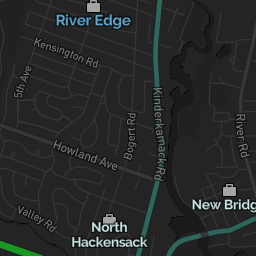 River Edge
Kensington Rd
5th Ave
Bogert Rd
Kinderkamack Rd
River Rd
Howland Ave
New Bridg
Valley Rd
North
Hackensack